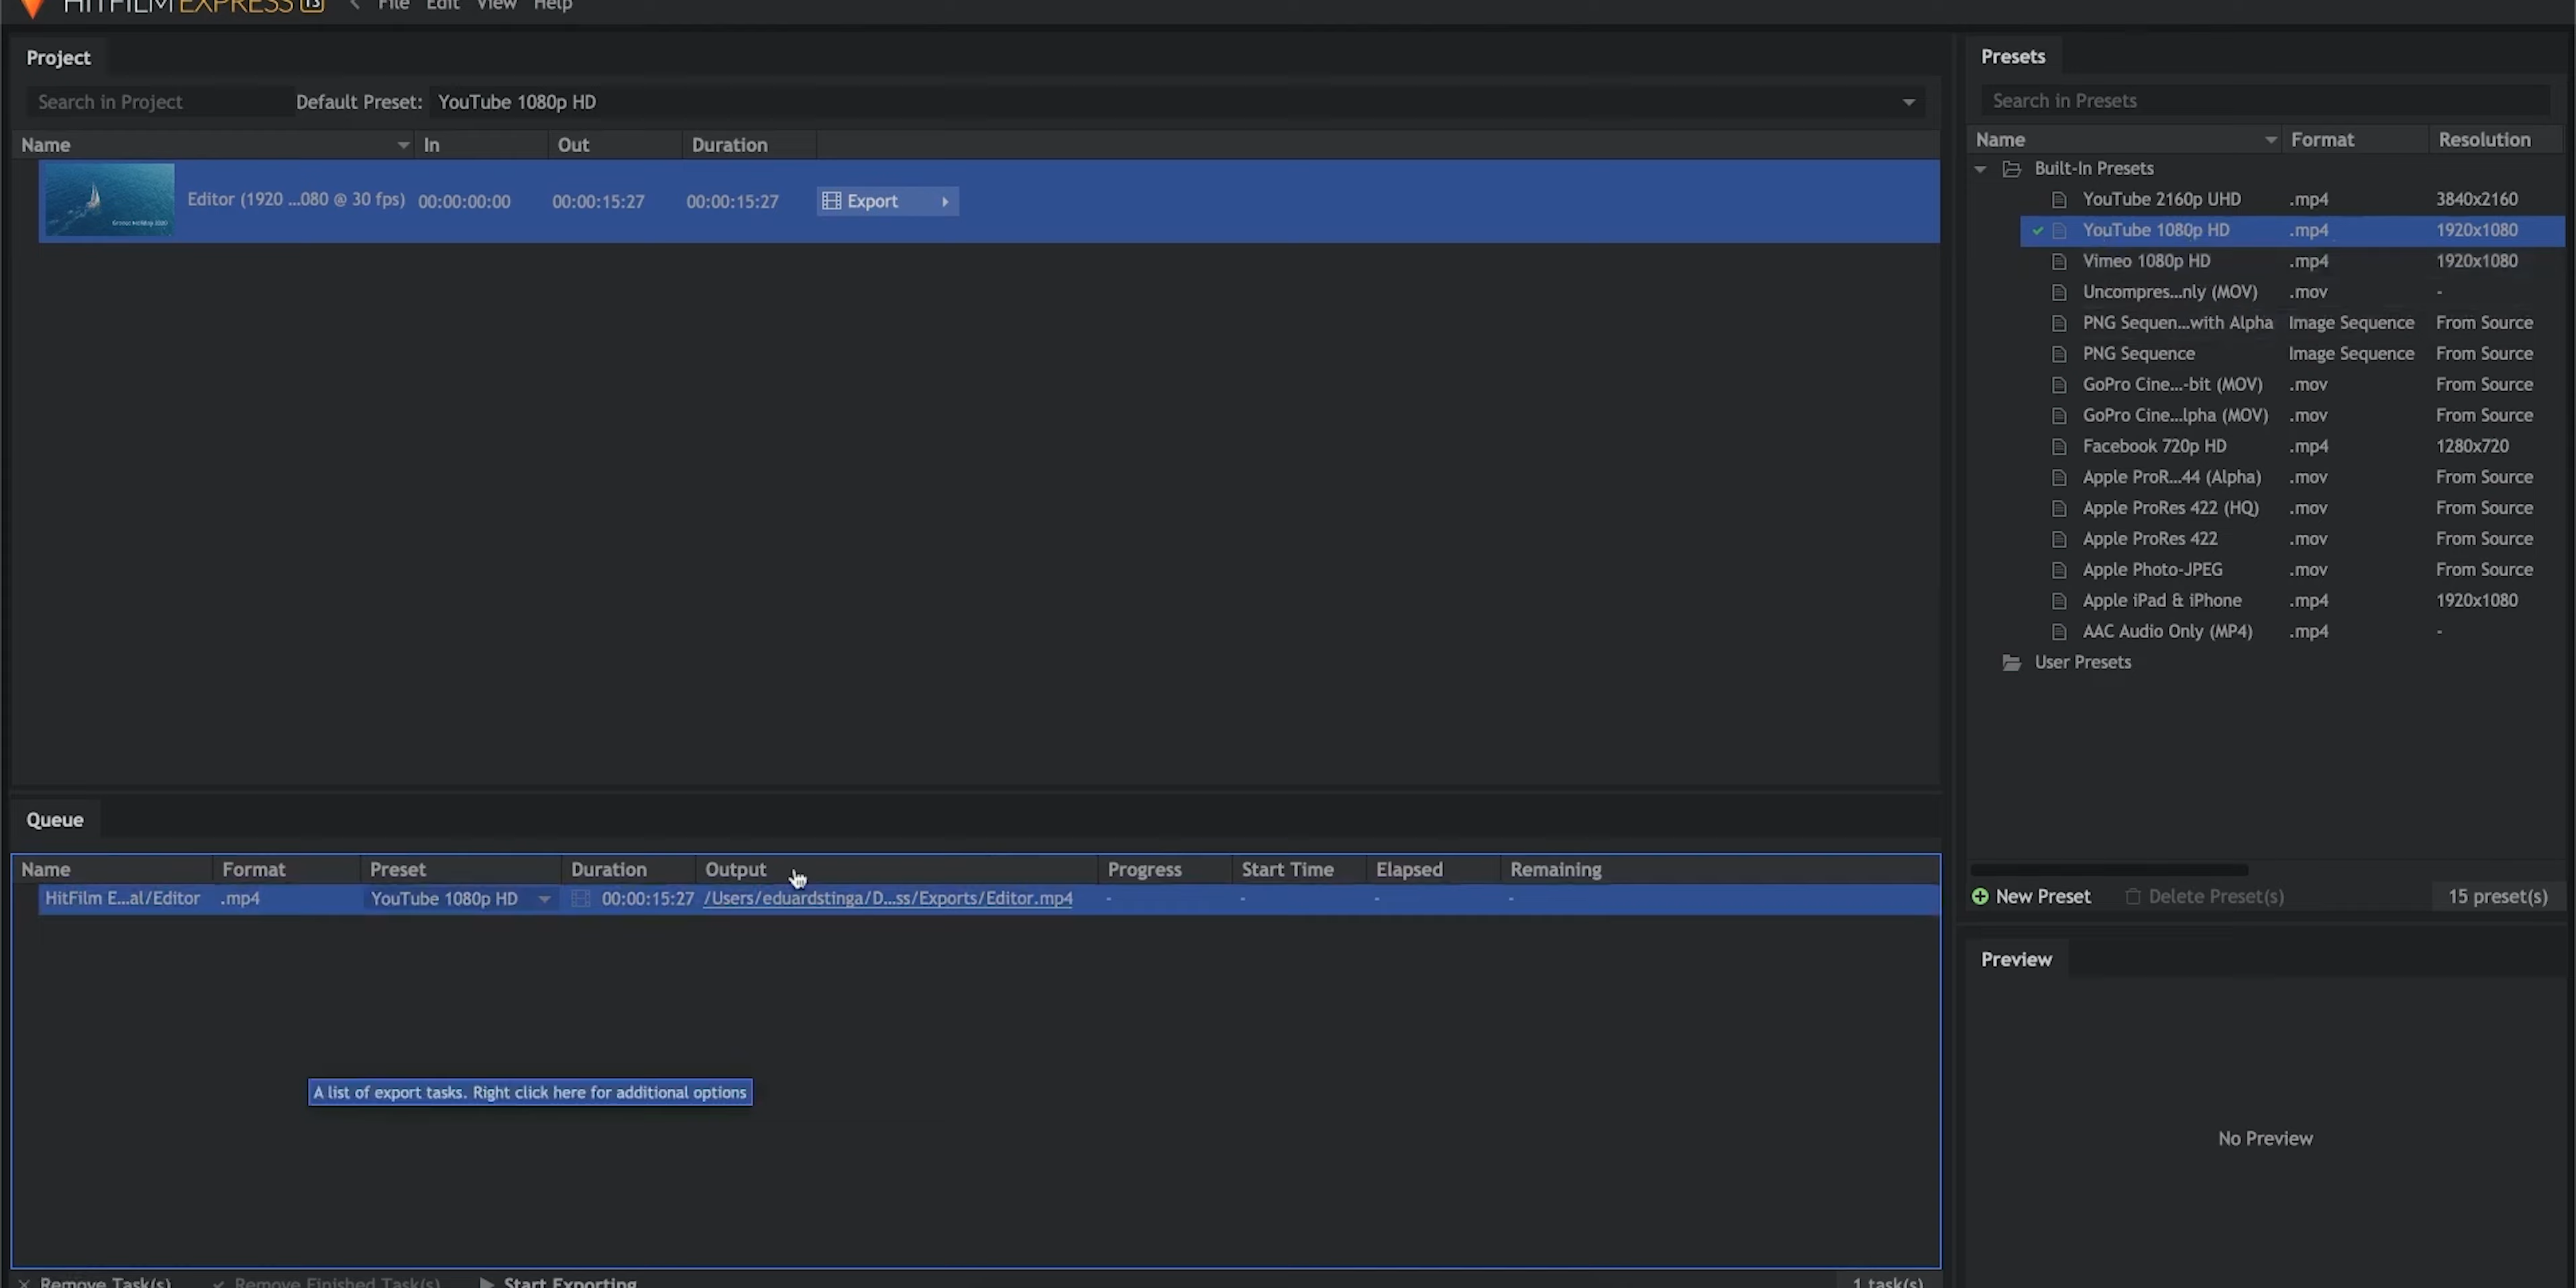 HITFILM EXPRESS 13 File Edit View Help
Project
Search in Project Default Preset: YouTube 1080p HD
Name In Out Duration
Editor (1920 ...080 @ 30 fps) 00:00:00:00 00:00:15:27 00:00:15:27 Export
Greece Holiday 2020
Queue
Name Format Preset Duration Output Progress Start Time Elapsed Remaining
HitFilm E...al/Editor .mp4 YouTube 1080p HD 00:00:15:27 /Users/eduardstinga/D...ss/Exports/Editor.mp4 - - - -
A list of export tasks. Right click here for additional options
Remove Task(s) Remove Finished Task(s) Start Exporting 1 task(s)
Presets
Search in Presets
Name Format Resolution
Built-In Presets
YouTube 2160p UHD .mp4 3840x2160
YouTube 1080p HD .mp4 1920x1080
Vimeo 1080p HD .mp4 1920x1080
Uncompres...nly (MOV) .mov -
PNG Sequen...with Alpha Image Sequence From Source
PNG Sequence Image Sequence From Source
GoPro Cine...-bit (MOV) .mov From Source
GoPro Cine...lpha (MOV) .mov From Source
Facebook 720p HD .mp4 1280x720
Apple ProR...44 (Alpha) .mov From Source
Apple ProRes 422 (HQ) .mov From Source
Apple ProRes 422 .mov From Source
Apple Photo-JPEG .mov From Source
Apple iPad & iPhone .mp4 1920x1080
AAC Audio Only (MP4) .mp4 -
User Presets
New Preset Delete Preset(s) 15 preset(s)
Preview
No Preview